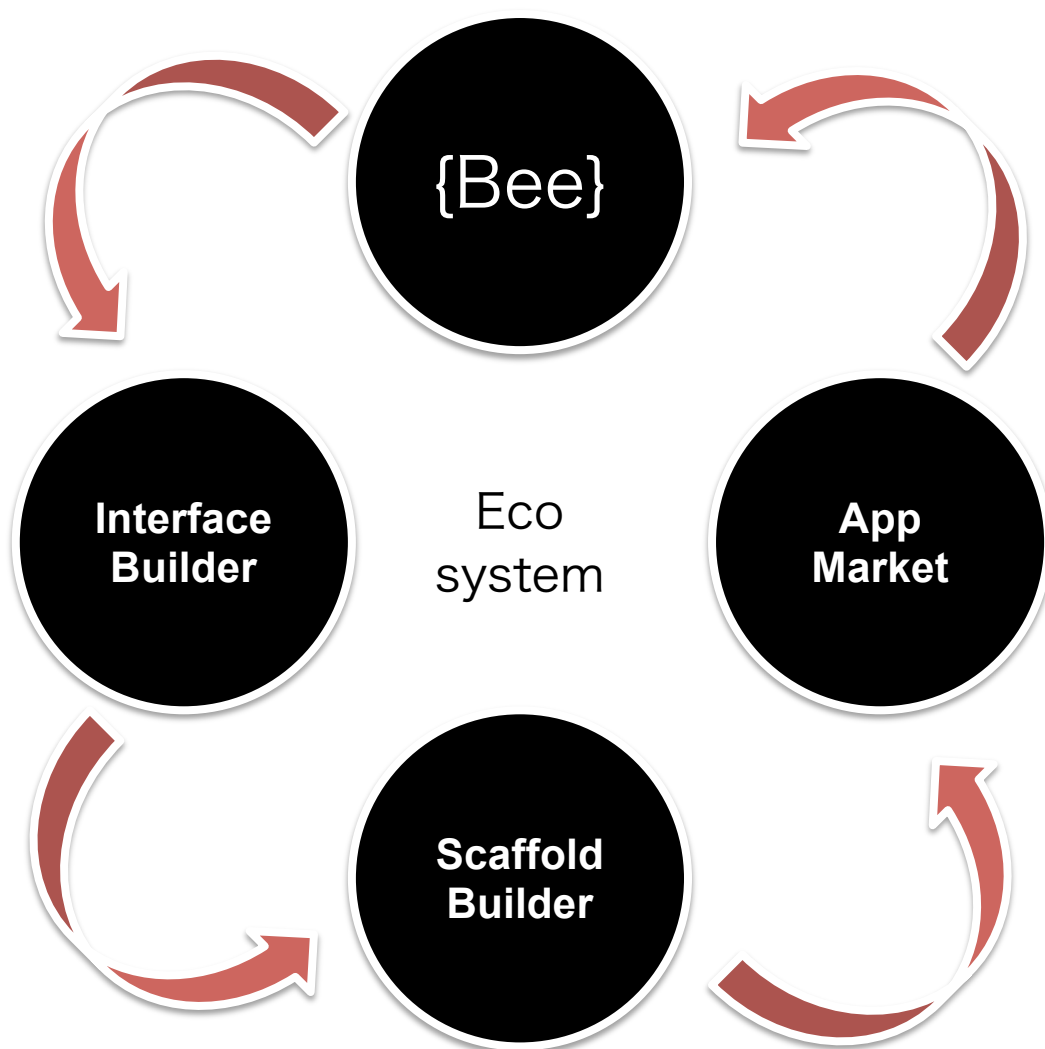 {Bee}
Interface
Builder
Eco
system
App
Market
Scaffold
Builder